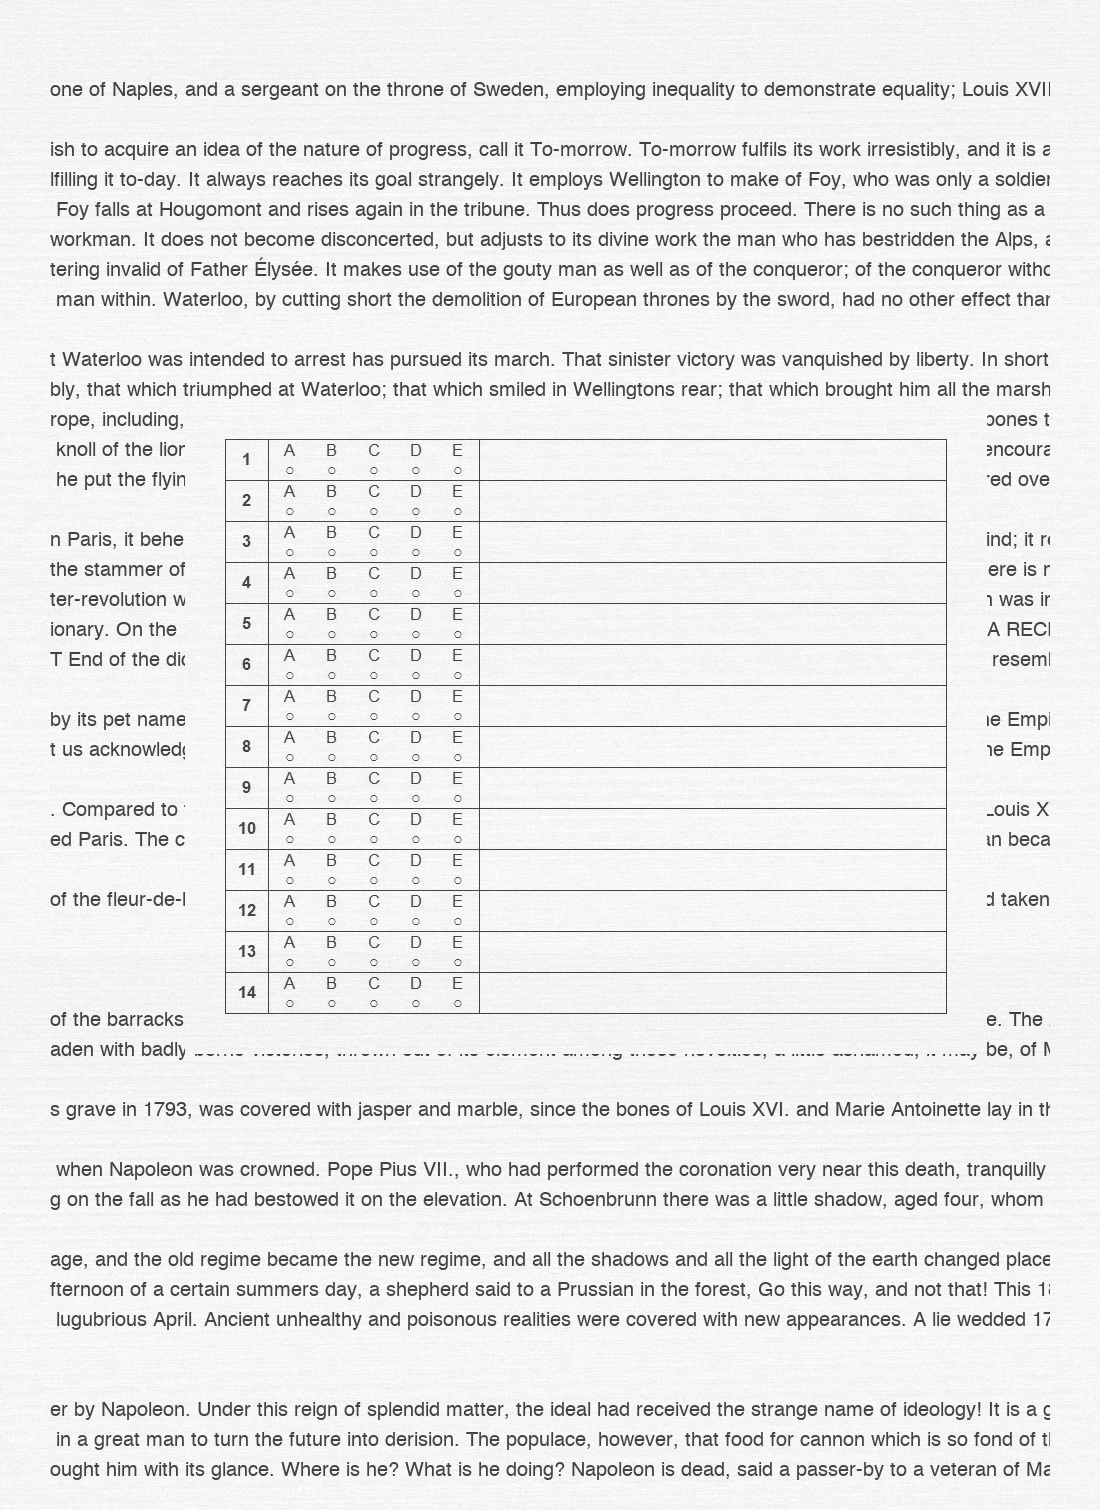 one of Naples, and a sergeant on the throne of Sweden, employing inequality to demonstrate equality; Louis XVI
ish to acquire an idea of the nature of progress, call it To-morrow. To-morrow fulfils its work irresistibly, and it is a
lfilling it to-day. It always reaches its goal strangely. It employs Wellington to make of Foy, who was only a soldier
Foy falls at Hougomont and rises again in the tribune. Thus does progress proceed. There is no such thing as a
workman. It does not become disconcerted, but adjusts to its divine work the man who has bestridden the Alps, a
tering invalid of Father Élysée. It makes use of the gouty man as well as of the conqueror; of the conqueror witho
man within. Waterloo, by cutting short the demolition of European thrones by the sword, had no other effect than
t Waterloo was intended to arrest has pursued its march. That sinister victory was vanquished by liberty. In short
bly, that which triumphed at Waterloo; that which smiled in Wellingtons rear; that which brought him all the marsh
rope, including, bones t
knoll of the lion encoura
he put the flyin red ove
n Paris, it behe ind; it re
the stammer of ere is n
ter-revolution w n was in
ionary. On the A REC
T End of the dic resem
by its pet name he Empi
t us acknowledg he Emp
. Compared to Louis X
ed Paris. The c an beca
of the fleur-de-l d taken
1 A B C D E
2 A B C D E
3 A B C D E
4 A B C D E
5 A B C D E
6 A B C D E
7 A B C D E
8 A B C D E
9 A B C D E
10 A B C D E
11 A B C D E
12 A B C D E
13 A B C D E
14 A B C D E
of the barracks e. The
aden with badly borne victories, thrown out of its element among these novelties, a little ashamed, it may be, of M
s grave in 1793, was covered with jasper and marble, since the bones of Louis XVI. and Marie Antoinette lay in th
when Napoleon was crowned. Pope Pius VII., who had performed the coronation very near this death, tranquilly
g on the fall as he had bestowed it on the elevation. At Schoenbrunn there was a little shadow, aged four, whom
age, and the old regime became the new regime, and all the shadows and all the light of the earth changed place
fternoon of a certain summers day, a shepherd said to a Prussian in the forest, Go this way, and not that! This 18
lugubrious April. Ancient unhealthy and poisonous realities were covered with new appearances. A lie wedded 17
er by Napoleon. Under this reign of splendid matter, the ideal had received the strange name of ideology! It is a g
in a great man to turn the future into derision. The populace, however, that food for cannon which is so fond of th
ought him with its glance. Where is he? What is he doing? Napoleon is dead, said a passer-by to a veteran of Ma